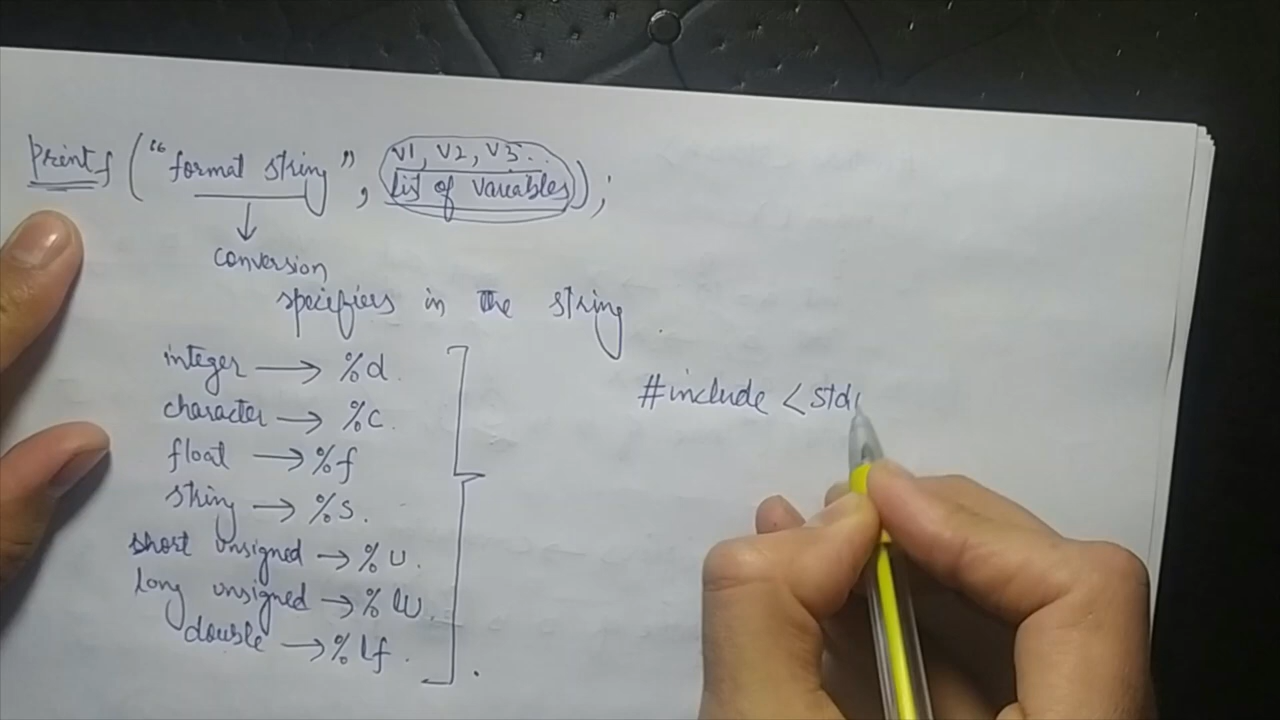 printf ("format string", v1, v2, v3..
list of variables);
conversion
specifiers in the string
integer → %d.
character → %c.
float → %f
string → %s.
short unsigned → %u.
long unsigned → %lu.
double → %lf.
#include <stdi